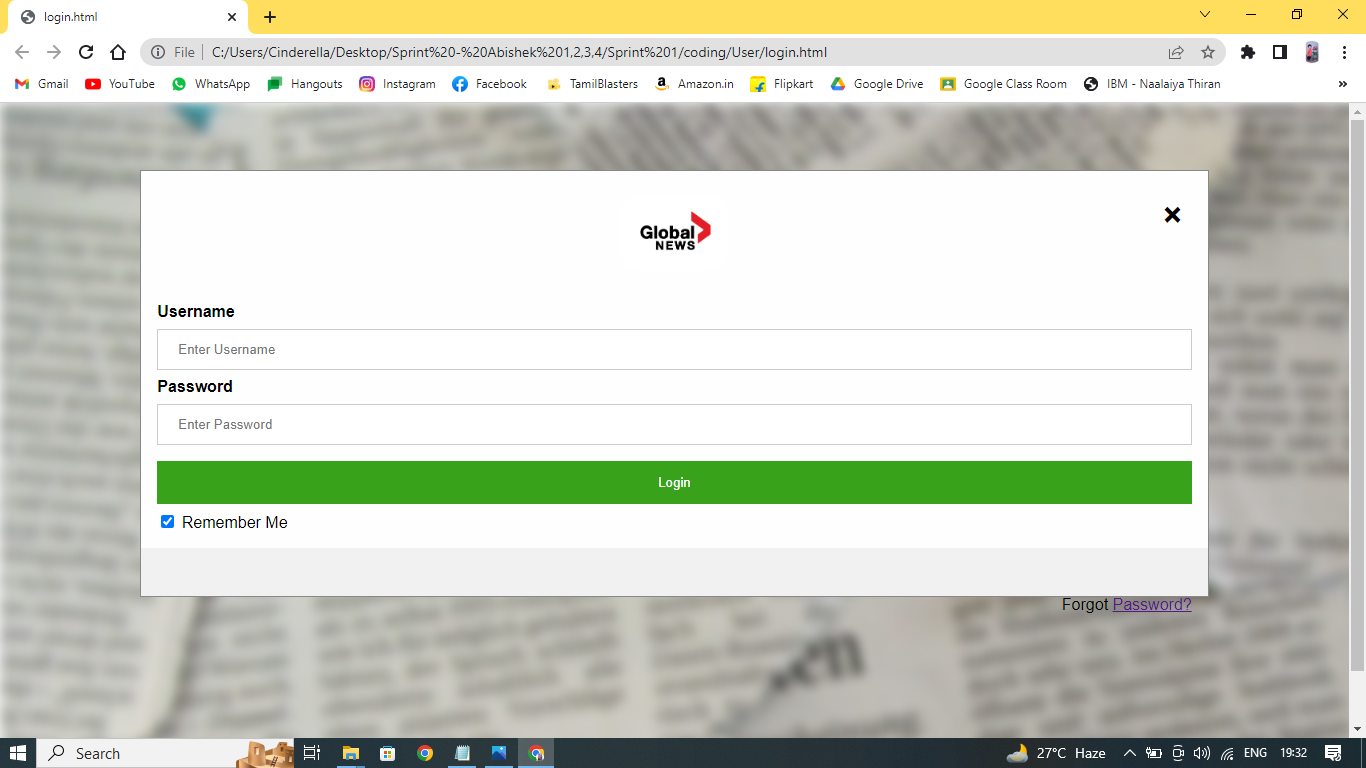 login.html
File
C:/Users/Cinderella/Desktop/Sprint%20-%20Abishek%201,2,3,4/Sprint%201/coding/User/login.html
Gmail YouTube WhatsApp Hangouts Instagram Facebook TamilBlasters Amazon.in Flipkart Google Drive Google Class Room IBM - Naalaiya Thiran »
Global
NEWS
Username
Enter Username
Password
Enter Password
Login
Remember Me
Forgot Password?
Search
27°C Haze ENG 19:32